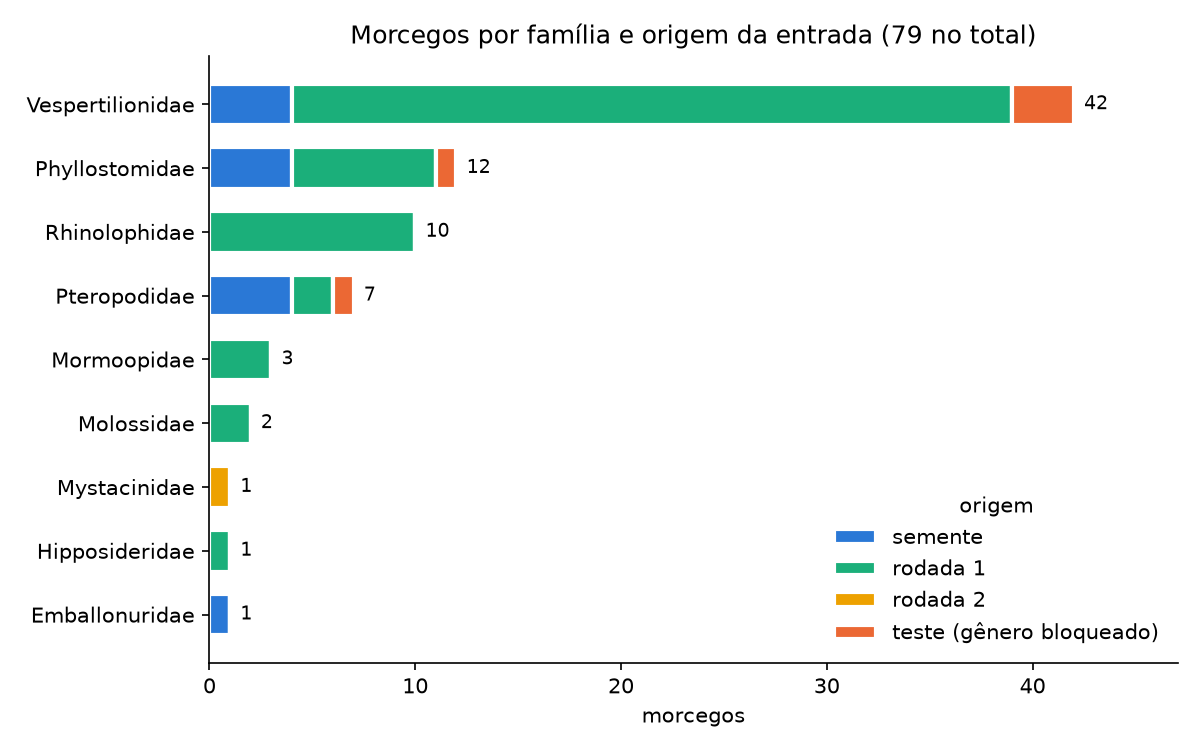 Morcegos por família e origem da entrada (79 no total)
Vespertilionidae 42
Phyllostomidae 12
Rhinolophidae 10
Pteropodidae 7
Mormoopidae 3
Molossidae 2
Mystacinidae 1
Hipposideridae 1
Emballonuridae 1
origem
semente
rodada 1
rodada 2
teste (gênero bloqueado)
0 10 20 30 40
morcegos